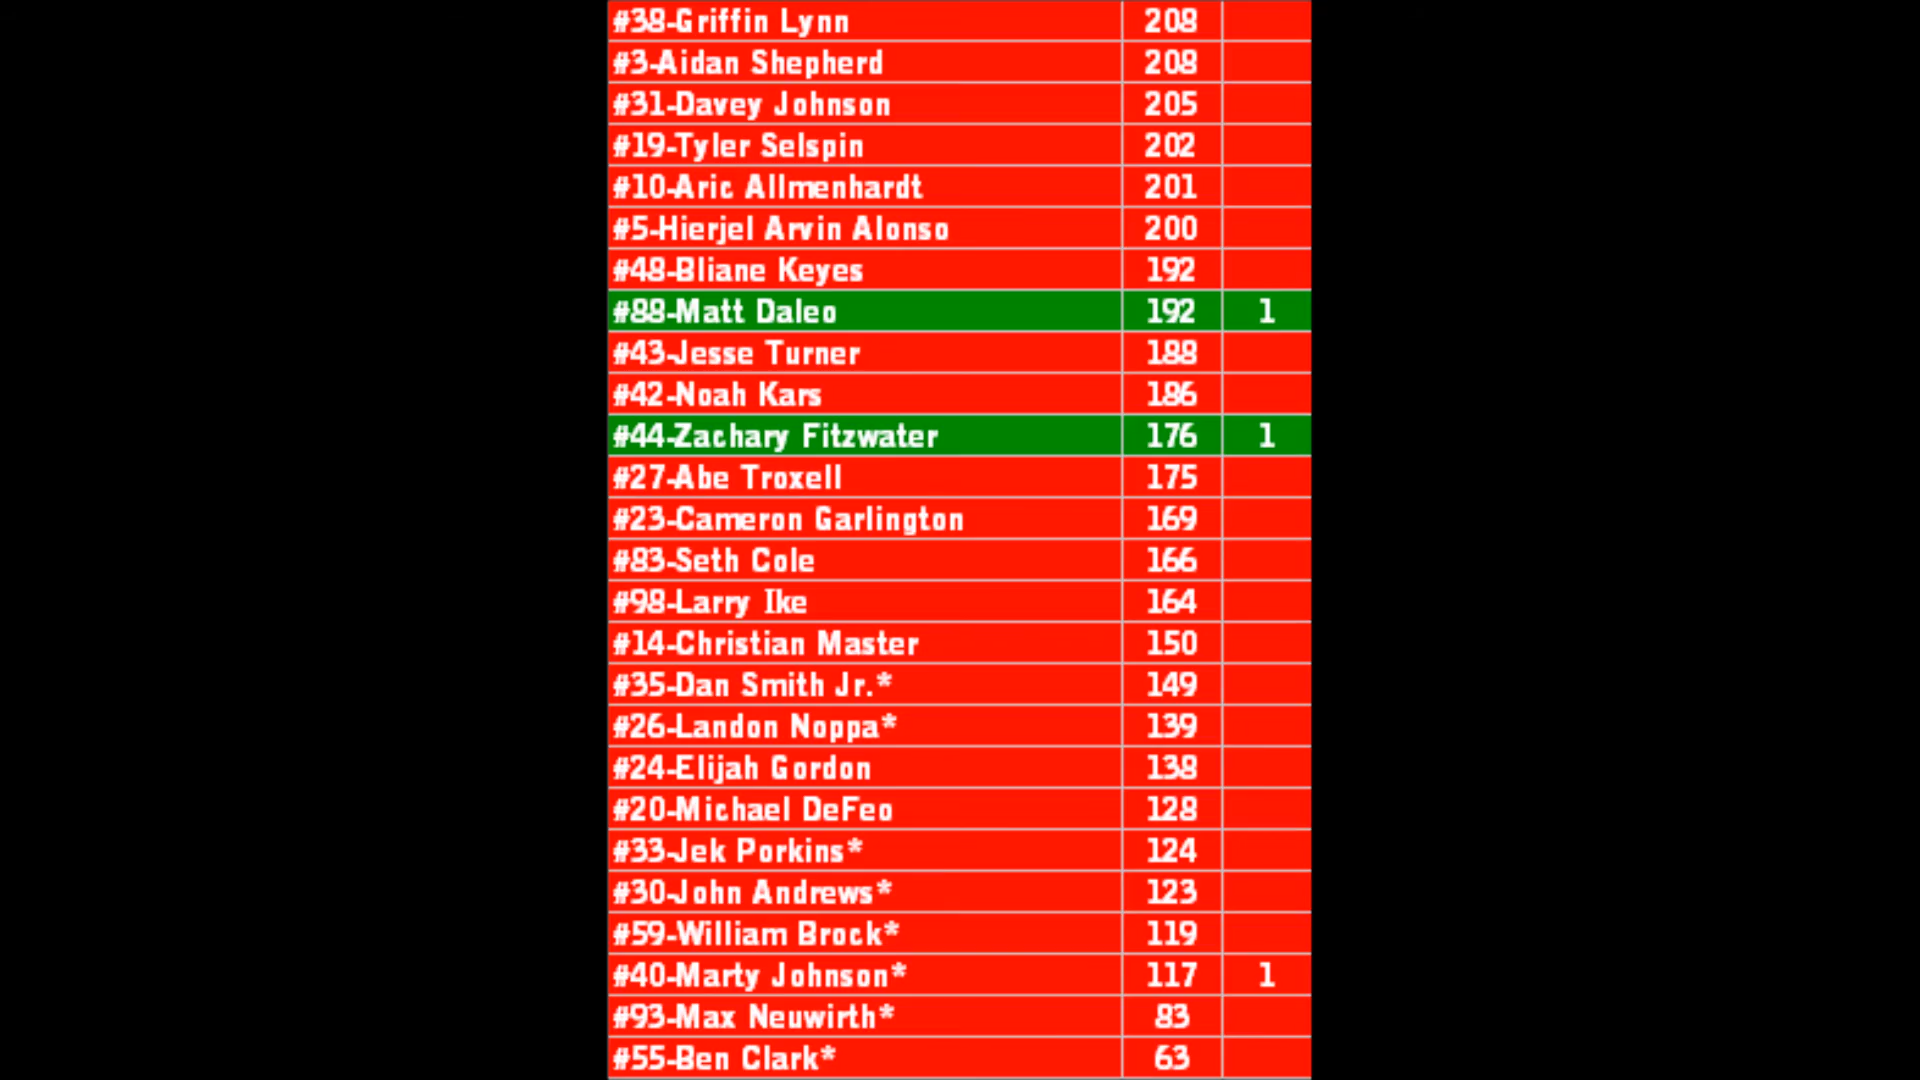 #38-Griffin Lynn 208
#3-Aidan Shepherd 208
#31-Davey Johnson 205
#19-Tyler Selspin 202
#10-Aric Allmenhardt 201
#5-Hierjel Arvin Alonso 200
#48-Bliane Keyes 192
#88-Matt Daleo 192 1
#43-Jesse Turner 188
#42-Noah Kars 186
#44-Zachary Fitzwater 176 1
#27-Abe Troxell 175
#23-Cameron Garlington 169
#83-Seth Cole 166
#98-Larry Ike 164
#14-Christian Master 150
#35-Dan Smith Jr.* 149
#26-Landon Noppa* 139
#24-Elijah Gordon 138
#20-Michael DeFeo 128
#33-Jek Porkins* 124
#30-John Andrews* 123
#59-William Brock* 119
#40-Marty Johnson* 117 1
#93-Max Neuwirth* 83
#55-Ben Clark* 63